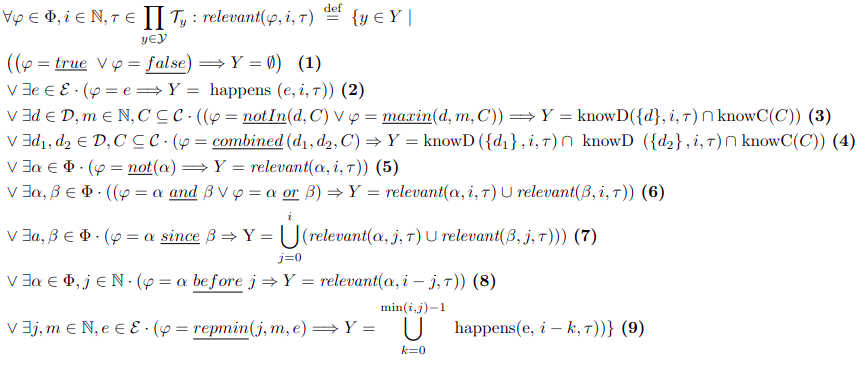 ∀φ ∈ Φ, i ∈ ℕ, τ ∈ ∏_{y∈𝒴} 𝒯_y : relevant(φ, i, τ) ≝ {y ∈ Y |
((φ = true ∨ φ = false) ⟹ Y = ∅) (1)
∨ ∃e ∈ ℰ · (φ = e ⟹ Y = happens (e, i, τ)) (2)
∨ ∃d ∈ 𝒟, m ∈ ℕ, C ⊆ 𝒞 · ((φ = notIn(d, C) ∨ φ = maxin(d, m, C)) ⟹ Y = knowD({d}, i, τ) ∩ knowC(C)) (3)
∨ ∃d₁, d₂ ∈ 𝒟, C ⊆ 𝒞 · (φ = combined (d₁, d₂, C) ⇒ Y = knowD ({d₁} , i, τ) ∩ knowD ({d₂} , i, τ) ∩ knowC(C)) (4)
∨ ∃α ∈ Φ · (φ = not(α) ⟹ Y = relevant(α, i, τ)) (5)
∨ ∃α, β ∈ Φ · ((φ = α and β ∨ φ = α or β) ⇒ Y = relevant(α, i, τ) ∪ relevant(β, i, τ)) (6)
∨ ∃a, β ∈ Φ · (φ = α since β ⇒ Y = ⋃_{j=0}^{i} (relevant(α, j, τ) ∪ relevant(β, j, τ))) (7)
∨ ∃α ∈ Φ, j ∈ ℕ · (φ = α before j ⇒ Y = relevant(α, i − j, τ)) (8)
∨ ∃j, m ∈ ℕ, e ∈ ℰ · (φ = repmin(j, m, e) ⟹ Y = ⋃_{k=0}^{min(i,j)−1} happens(e, i − k, τ))} (9)